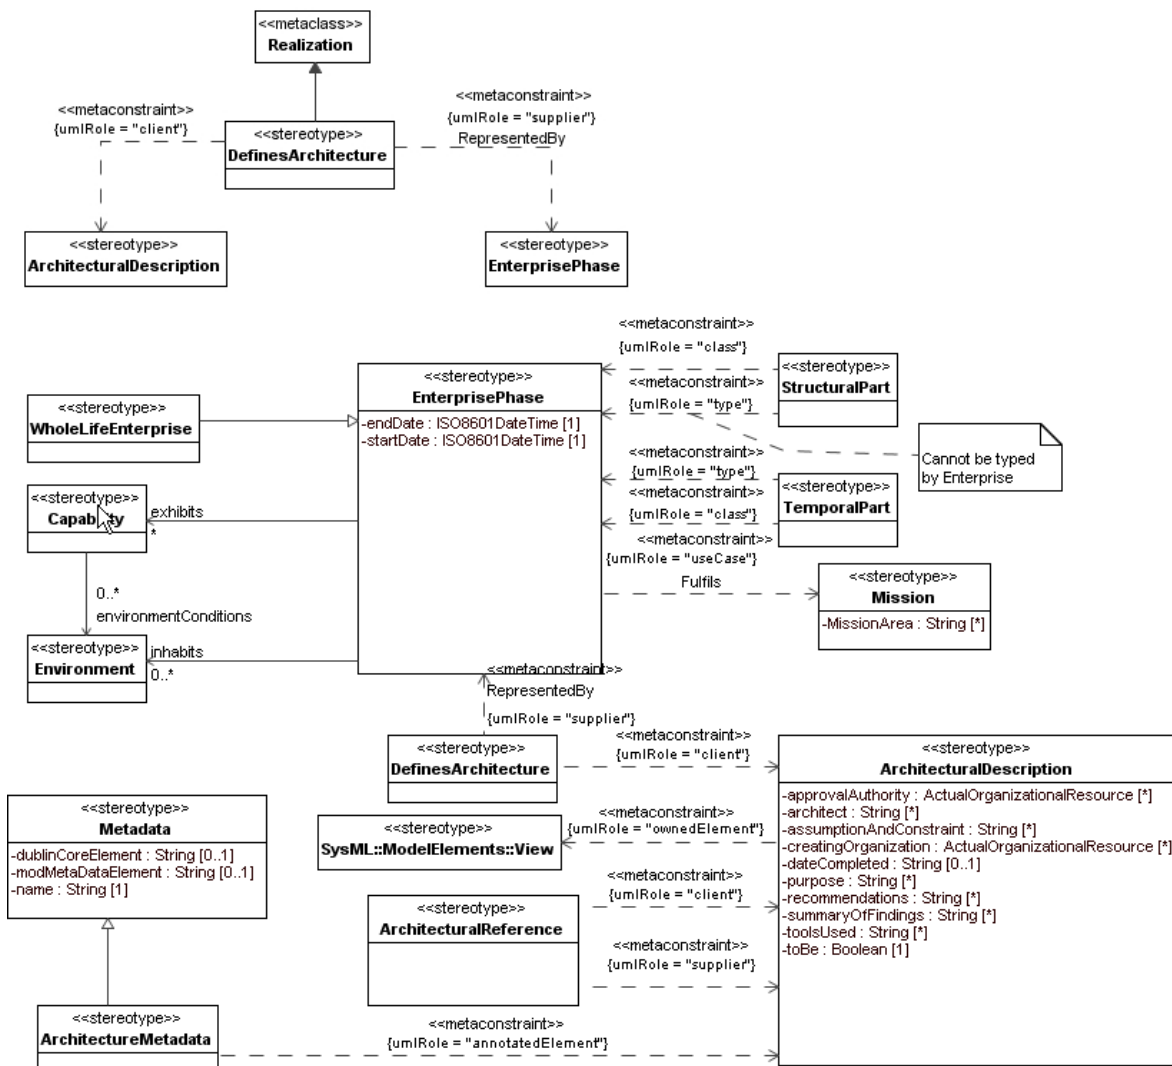 <<metaclass>>
Realization
<<metaconstraint>>
{umlRole = "client"}
<<metaconstraint>>
{umlRole = "supplier"}
RepresentedBy
<<stereotype>>
DefinesArchitecture
<<stereotype>>
ArchitecturalDescription
<<stereotype>>
EnterprisePhase
<<metaconstraint>>
{umlRole = "class"}
<<stereotype>>
StructuralPart
<<metaconstraint>>
{umlRole = "type"}
<<stereotype>>
EnterprisePhase
-endDate : ISO8601DateTime [1]
-startDate : ISO8601DateTime [1]
<<stereotype>>
WholeLifeEnterprise
Cannot be typed
by Enterprise
<<metaconstraint>>
{umlRole = "type"}
<<metaconstraint>>
{umlRole = "class"}
<<stereotype>>
TemporalPart
<<stereotype>>
exhibits
*
<<metaconstraint>>
{umlRole = "useCase"}
Fulfils
<<stereotype>>
Mission
-MissionArea : String [*]
0..*
environmentConditions
<<stereotype>>
Environment
inhabits
0..*
<<metaconstraint>>
RepresentedBy
{umlRole = "supplier"}
<<stereotype>>
DefinesArchitecture
<<metaconstraint>>
{umlRole = "client"}
<<stereotype>>
ArchitecturalDescription
-approvalAuthority : ActualOrganizationalResource [*]
-architect : String [*]
-assumptionAndConstraint : String [*]
-creatingOrganization : ActualOrganizationalResource [*]
-dateCompleted : String [0..1]
-purpose : String [*]
-recommendations : String [*]
-summaryOfFindings : String [*]
-toolsUsed : String [*]
-toBe : Boolean [1]
<<stereotype>>
Metadata
-dublinCoreElement : String [0..1]
-modMetaDataElement : String [0..1]
-name : String [1]
<<stereotype>>
SysML::ModelElements::View
<<metaconstraint>>
{umlRole = "ownedElement"}
<<stereotype>>
ArchitecturalReference
<<metaconstraint>>
{umlRole = "client"}
<<metaconstraint>>
{umlRole = "supplier"}
<<stereotype>>
ArchitectureMetadata
<<metaconstraint>>
{umlRole = "annotatedElement"}